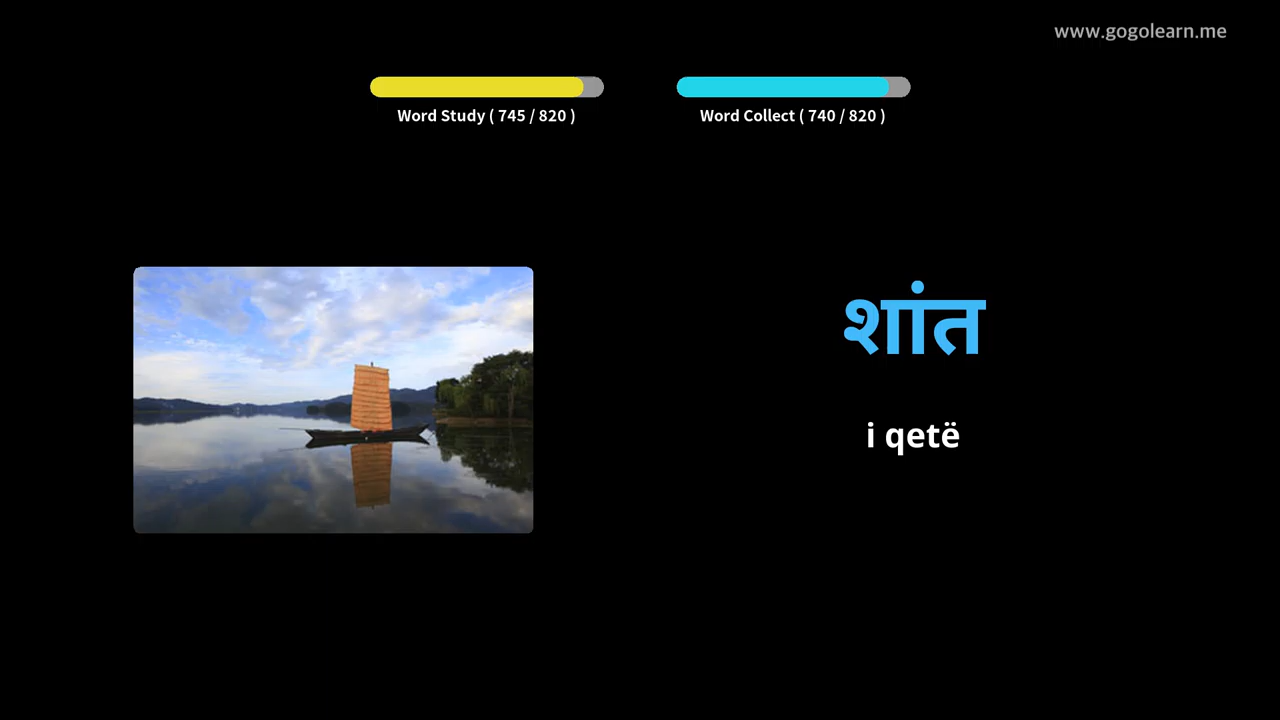 www.gogolearn.me
Word Study ( 745 / 820 )
Word Collect ( 740 / 820 )
शांत
i qetë